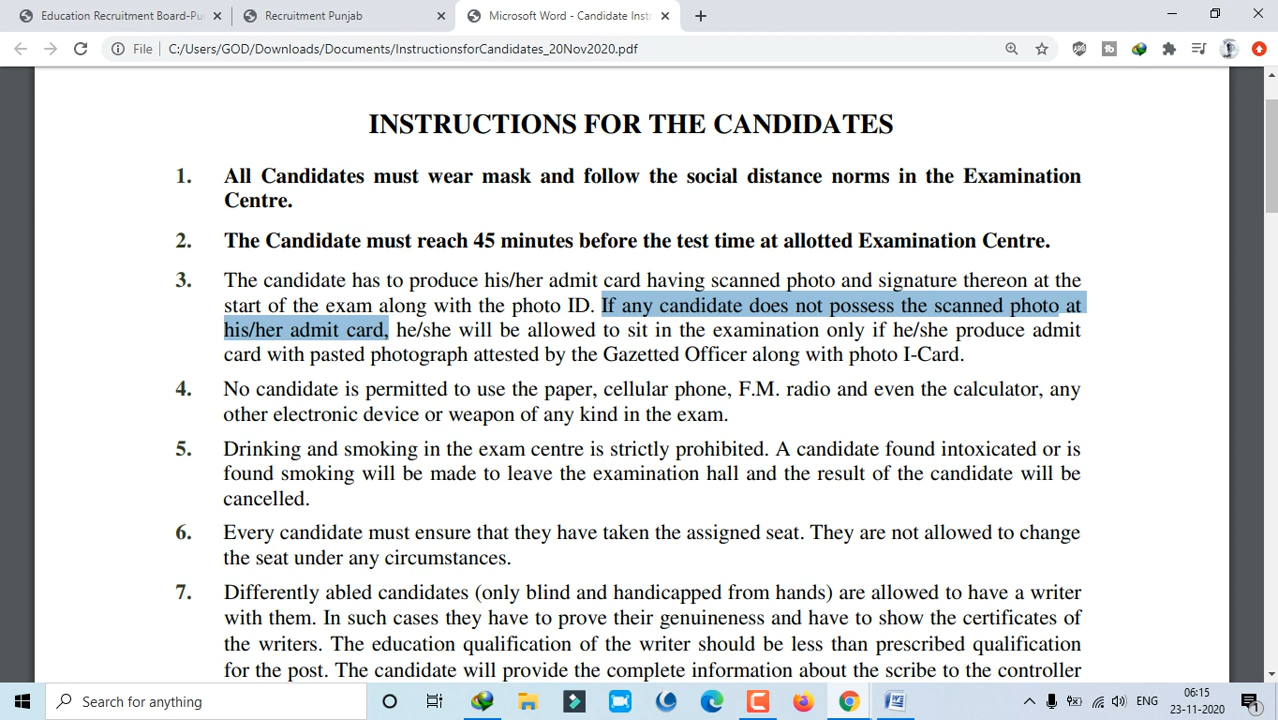 Education Recruitment Board-Pu
Recruitment Punjab
Microsoft Word - Candidate Inst
File
C:/Users/GOD/Downloads/Documents/InstructionsforCandidates_20Nov2020.pdf
INSTRUCTIONS FOR THE CANDIDATES
1. All Candidates must wear mask and follow the social distance norms in the Examination
Centre.
2. The Candidate must reach 45 minutes before the test time at allotted Examination Centre.
3. The candidate has to produce his/her admit card having scanned photo and signature thereon at the
start of the exam along with the photo ID. If any candidate does not possess the scanned photo at
his/her admit card, he/she will be allowed to sit in the examination only if he/she produce admit
card with pasted photograph attested by the Gazetted Officer along with photo I-Card.
4. No candidate is permitted to use the paper, cellular phone, F.M. radio and even the calculator, any
other electronic device or weapon of any kind in the exam.
5. Drinking and smoking in the exam centre is strictly prohibited. A candidate found intoxicated or is
found smoking will be made to leave the examination hall and the result of the candidate will be
cancelled.
6. Every candidate must ensure that they have taken the assigned seat. They are not allowed to change
the seat under any circumstances.
7. Differently abled candidates (only blind and handicapped from hands) are allowed to have a writer
with them. In such cases they have to prove their genuineness and have to show the certificates of
the writers. The education qualification of the writer should be less than prescribed qualification
for the post. The candidate will provide the complete information about the scribe to the controller
Search for anything
ENG
06:15
23-11-2020